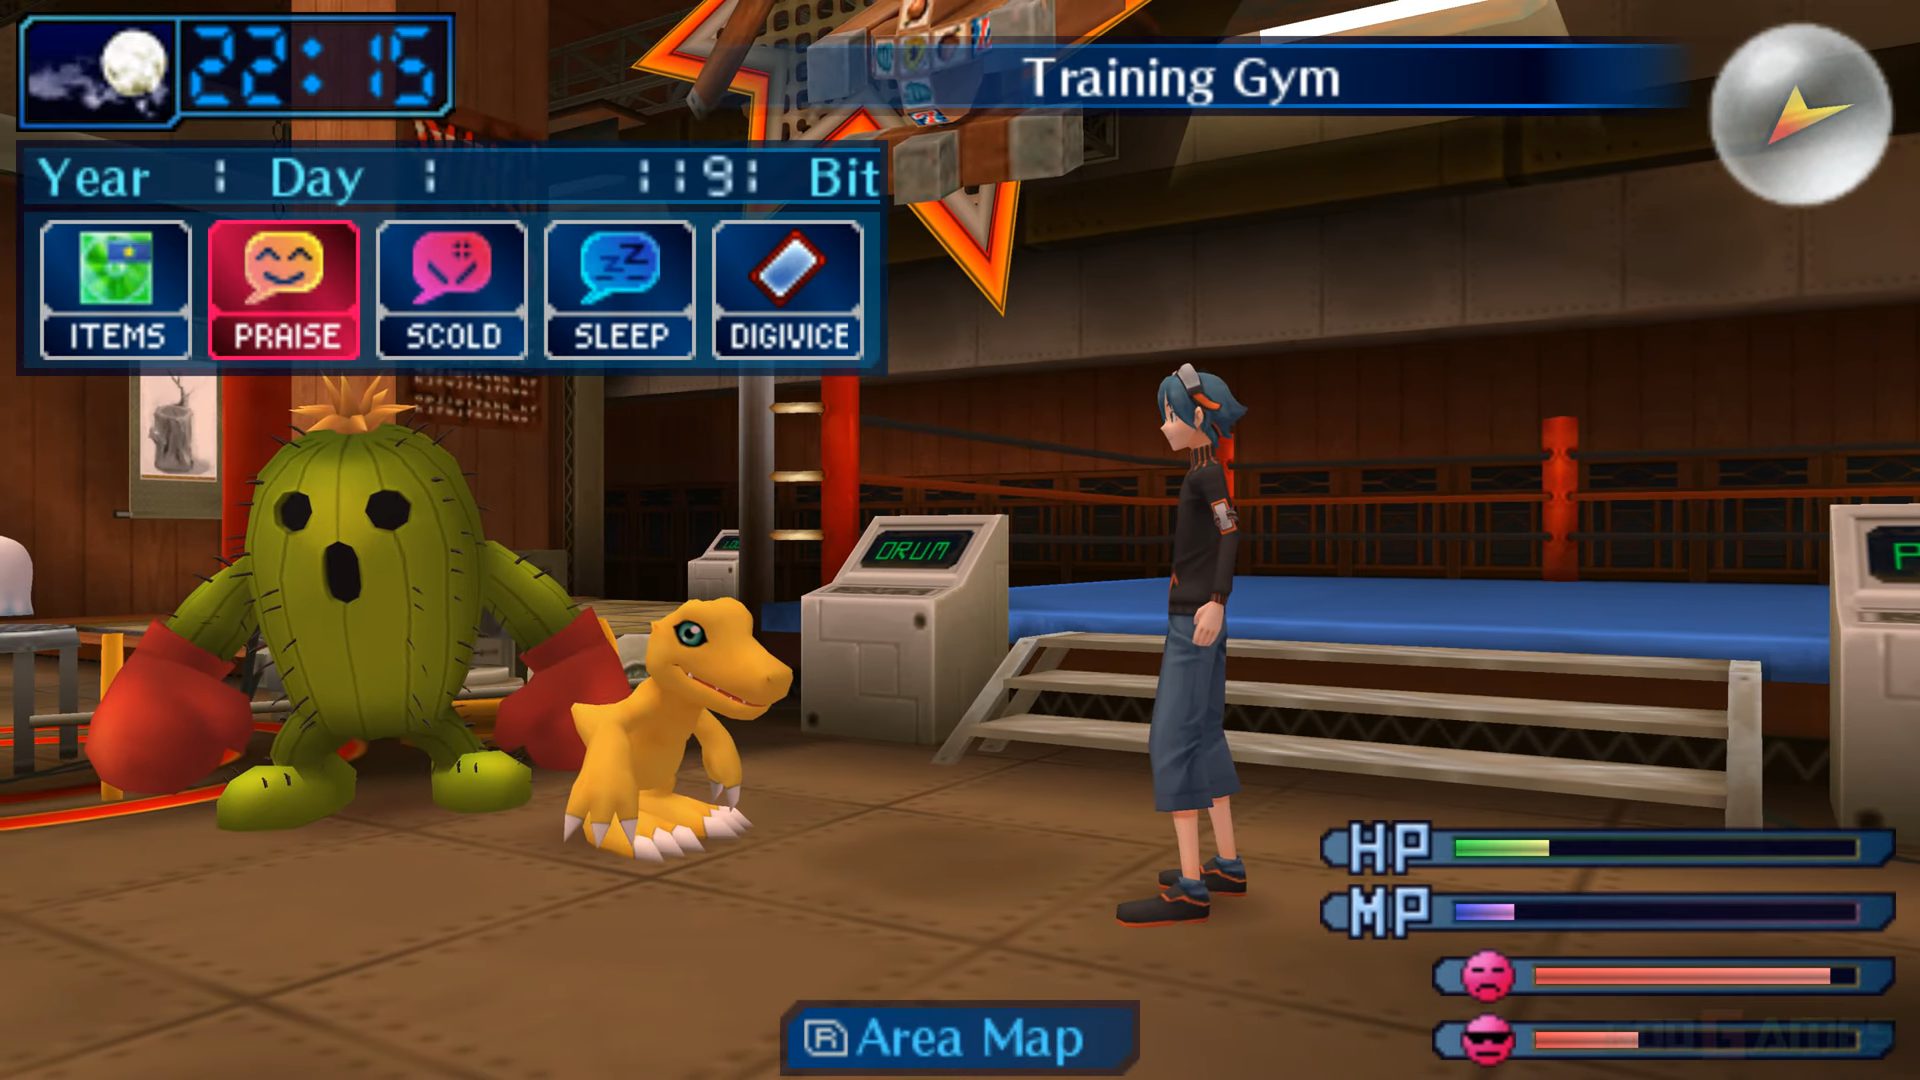 22:15
Training Gym
Year 1 Day 1 1191 Bit
ITEMS PRAISE SCOLD SLEEP DIGIVICE
DRUM
HP
MP
R Area Map